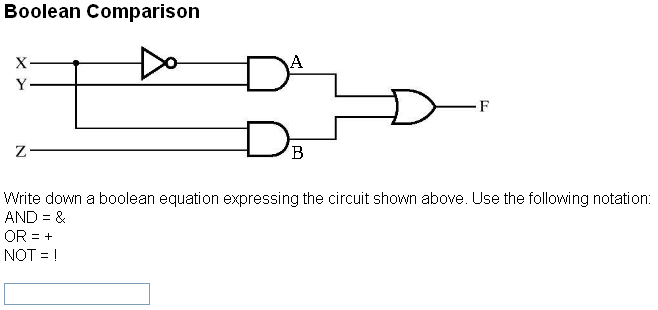 Boolean Comparison
X
A
Y
F
Z
B
Write down a boolean equation expressing the circuit shown above. Use the following notation:
AND = &
OR = +
NOT = !